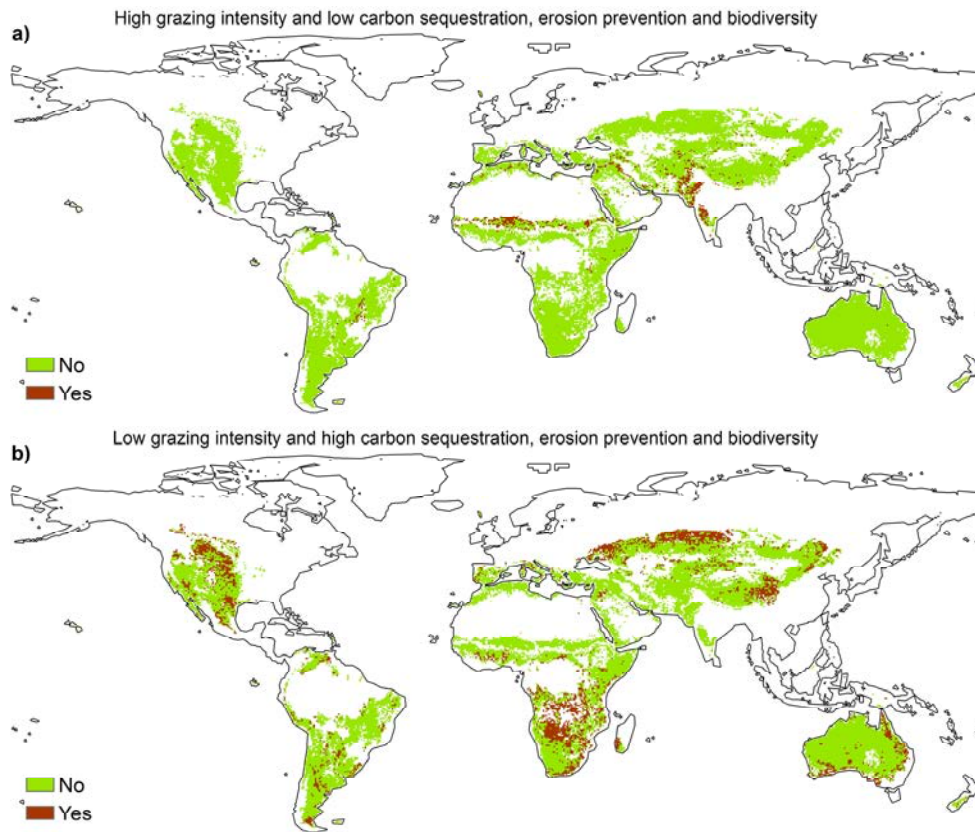 High grazing intensity and low carbon sequestration, erosion prevention and biodiversity
a)
No
Yes
Low grazing intensity and high carbon sequestration, erosion prevention and biodiversity
b)
No
Yes